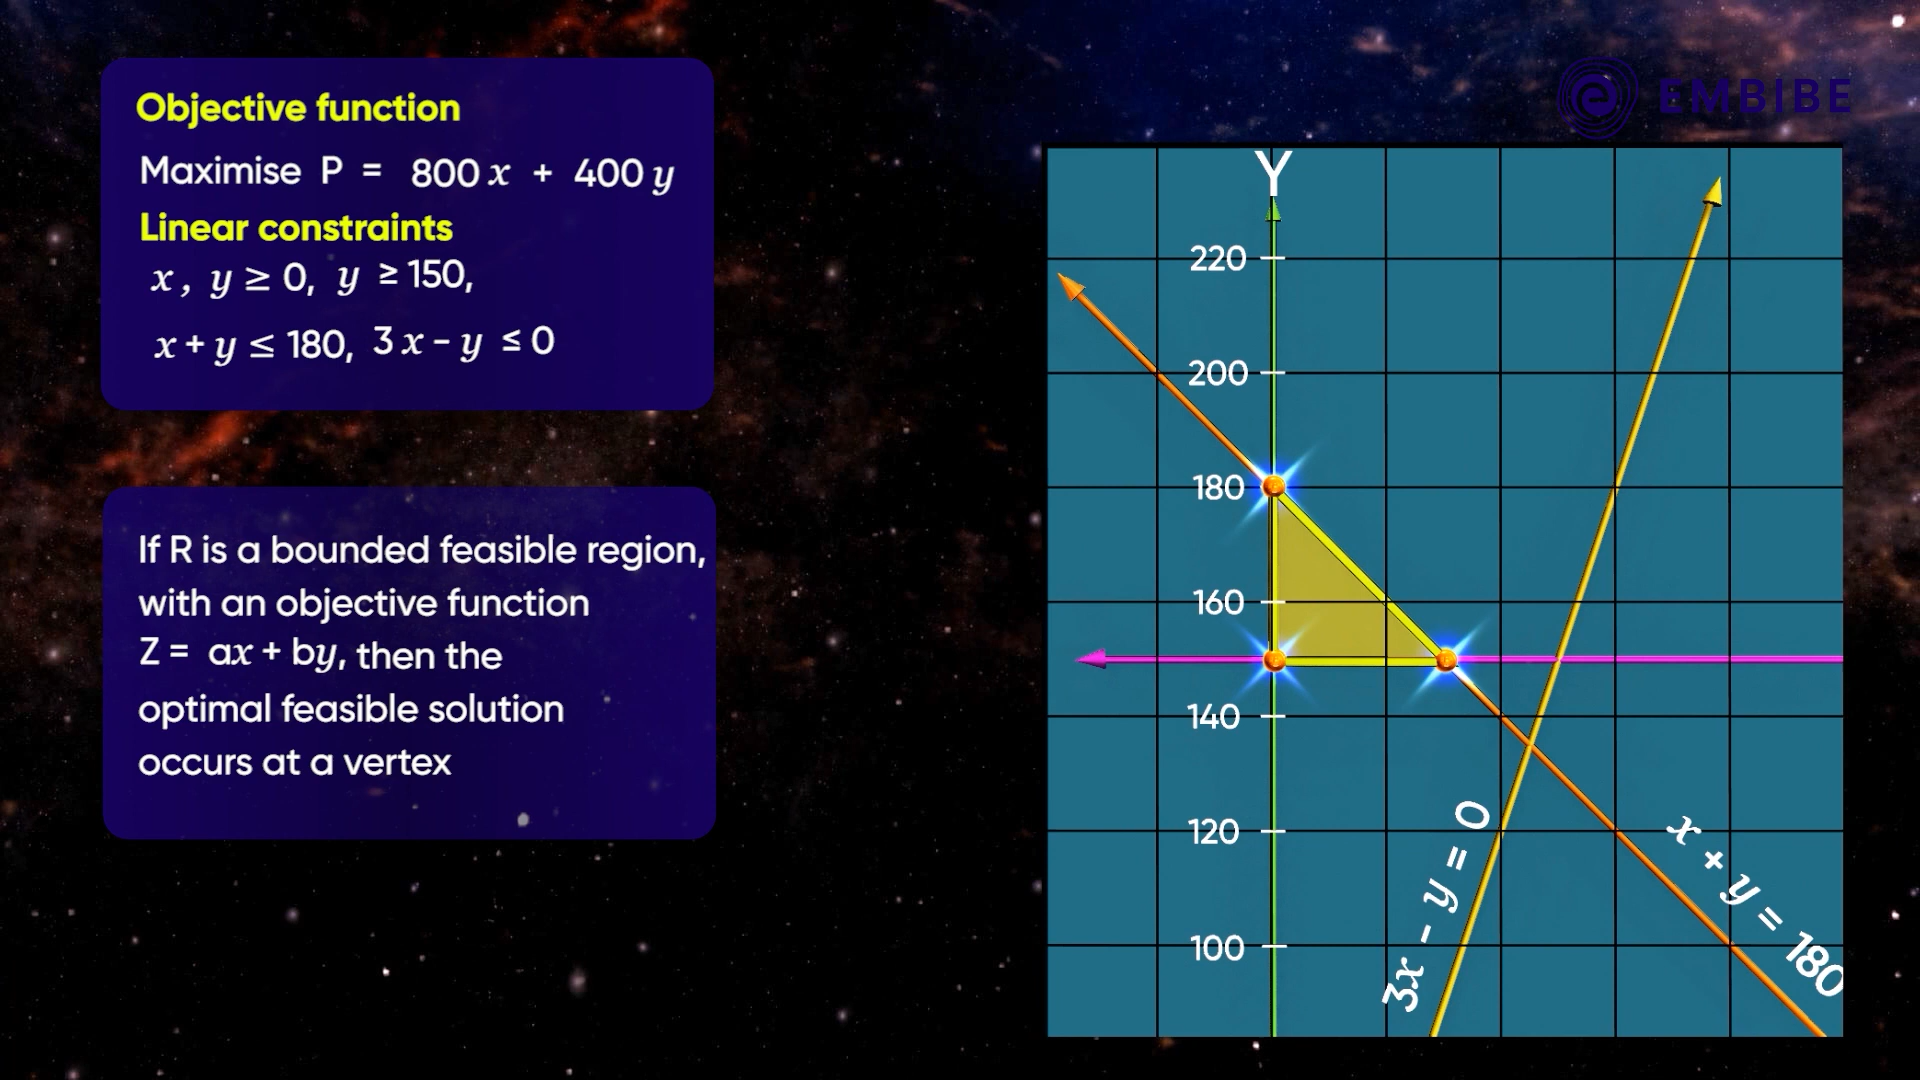 Objective function
Maximise P = 800x + 400y
Linear constraints
x, y ≥ 0, y ≥ 150,
x + y ≤ 180, 3x - y ≤ 0
If R is a bounded feasible region,
with an objective function
Z = ax + by, then the
optimal feasible solution
occurs at a vertex
EMBIBE
Y
220
200
180
160
140
120
100
3x - y = 0
x + y = 180